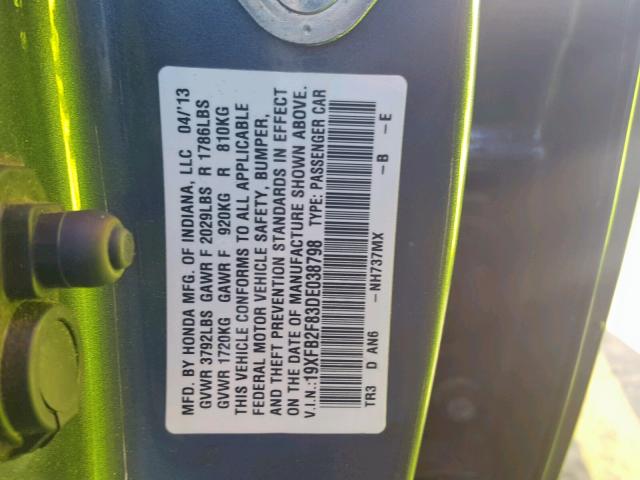 MFD. BY HONDA MFG. OF INDIANA, LLC 04/'13
GVWR 3792LBS GAWR F 2029LBS R 1786LBS
GVWR 1720KG GAWR F 920KG R 810KG
THIS VEHICLE CONFORMS TO ALL APPLICABLE
FEDERAL MOTOR VEHICLE SAFETY, BUMPER,
AND THEFT PREVENTION STANDARDS IN EFFECT
ON THE DATE OF MANUFACTURE SHOWN ABOVE.
V.I.N.:19XFB2F83DE038798 TYPE: PASSENGER CAR
TR3 D AN6 -NH737MX -B -E